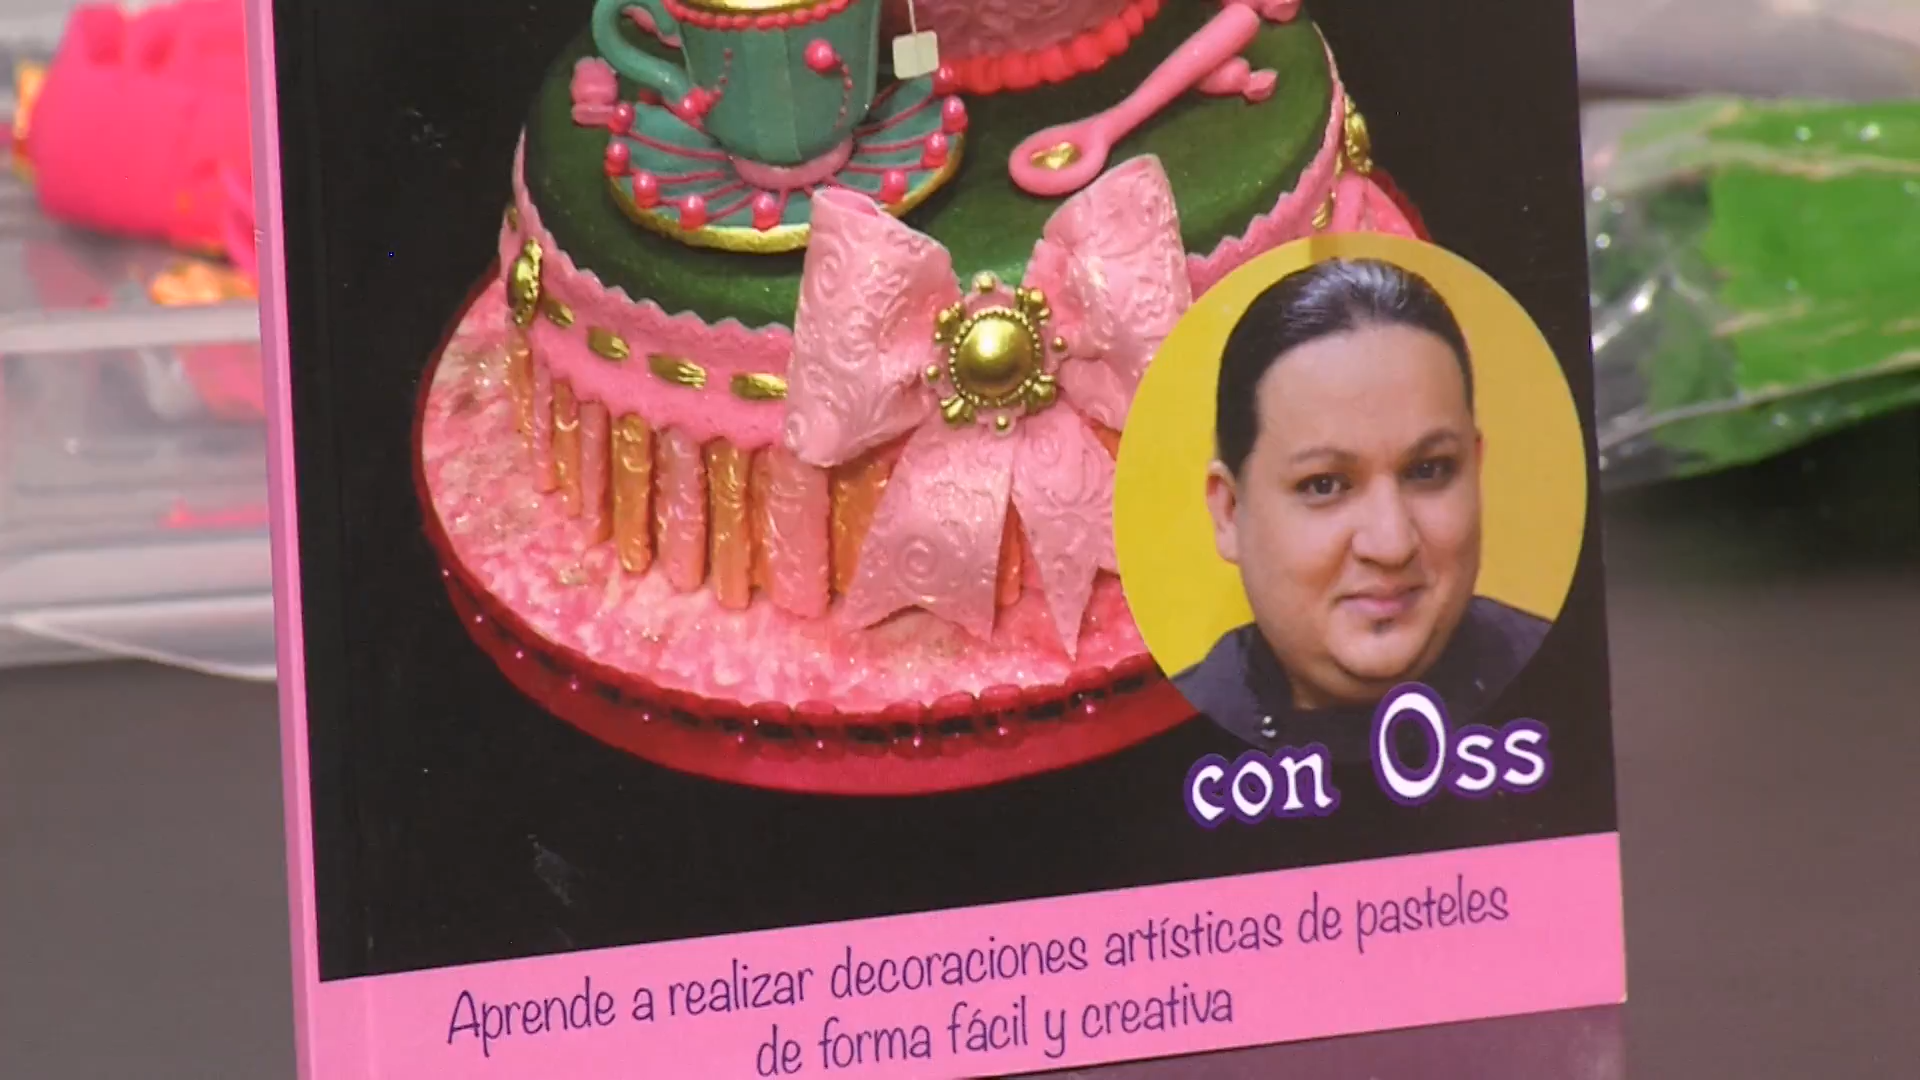 con Oss
Aprende a realizar decoraciones artísticas de pasteles
de forma fácil y creativa